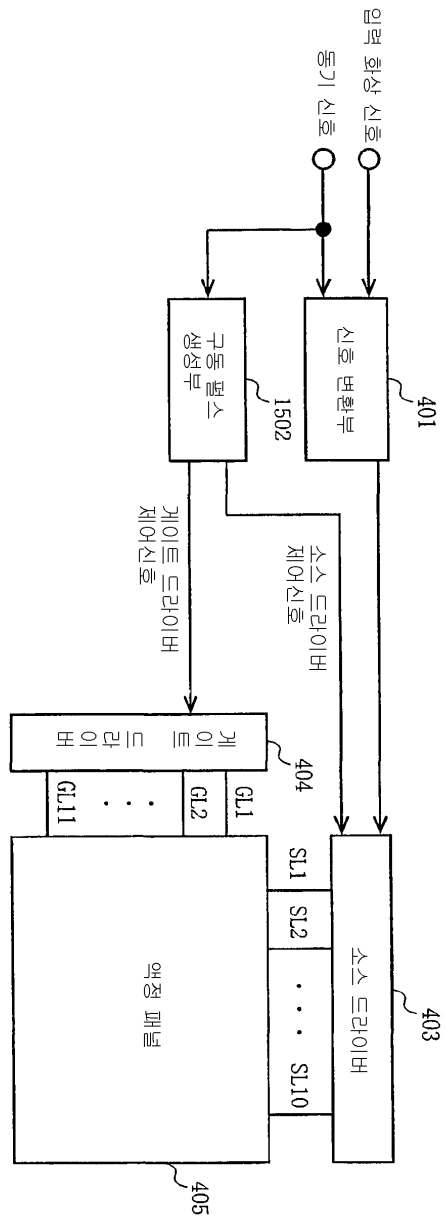 입력 화상 신호
동기 신호
신호 변환부
401
구동 펄스
생성부
1502
소스 드라이버
제어신호
게이트 드라이버
제어신호
소스 드라이버
403
게이트 드라이버
404
SL1
SL2
· · ·
SL10
GL1
GL2
· · ·
GL11
액정 패널
405